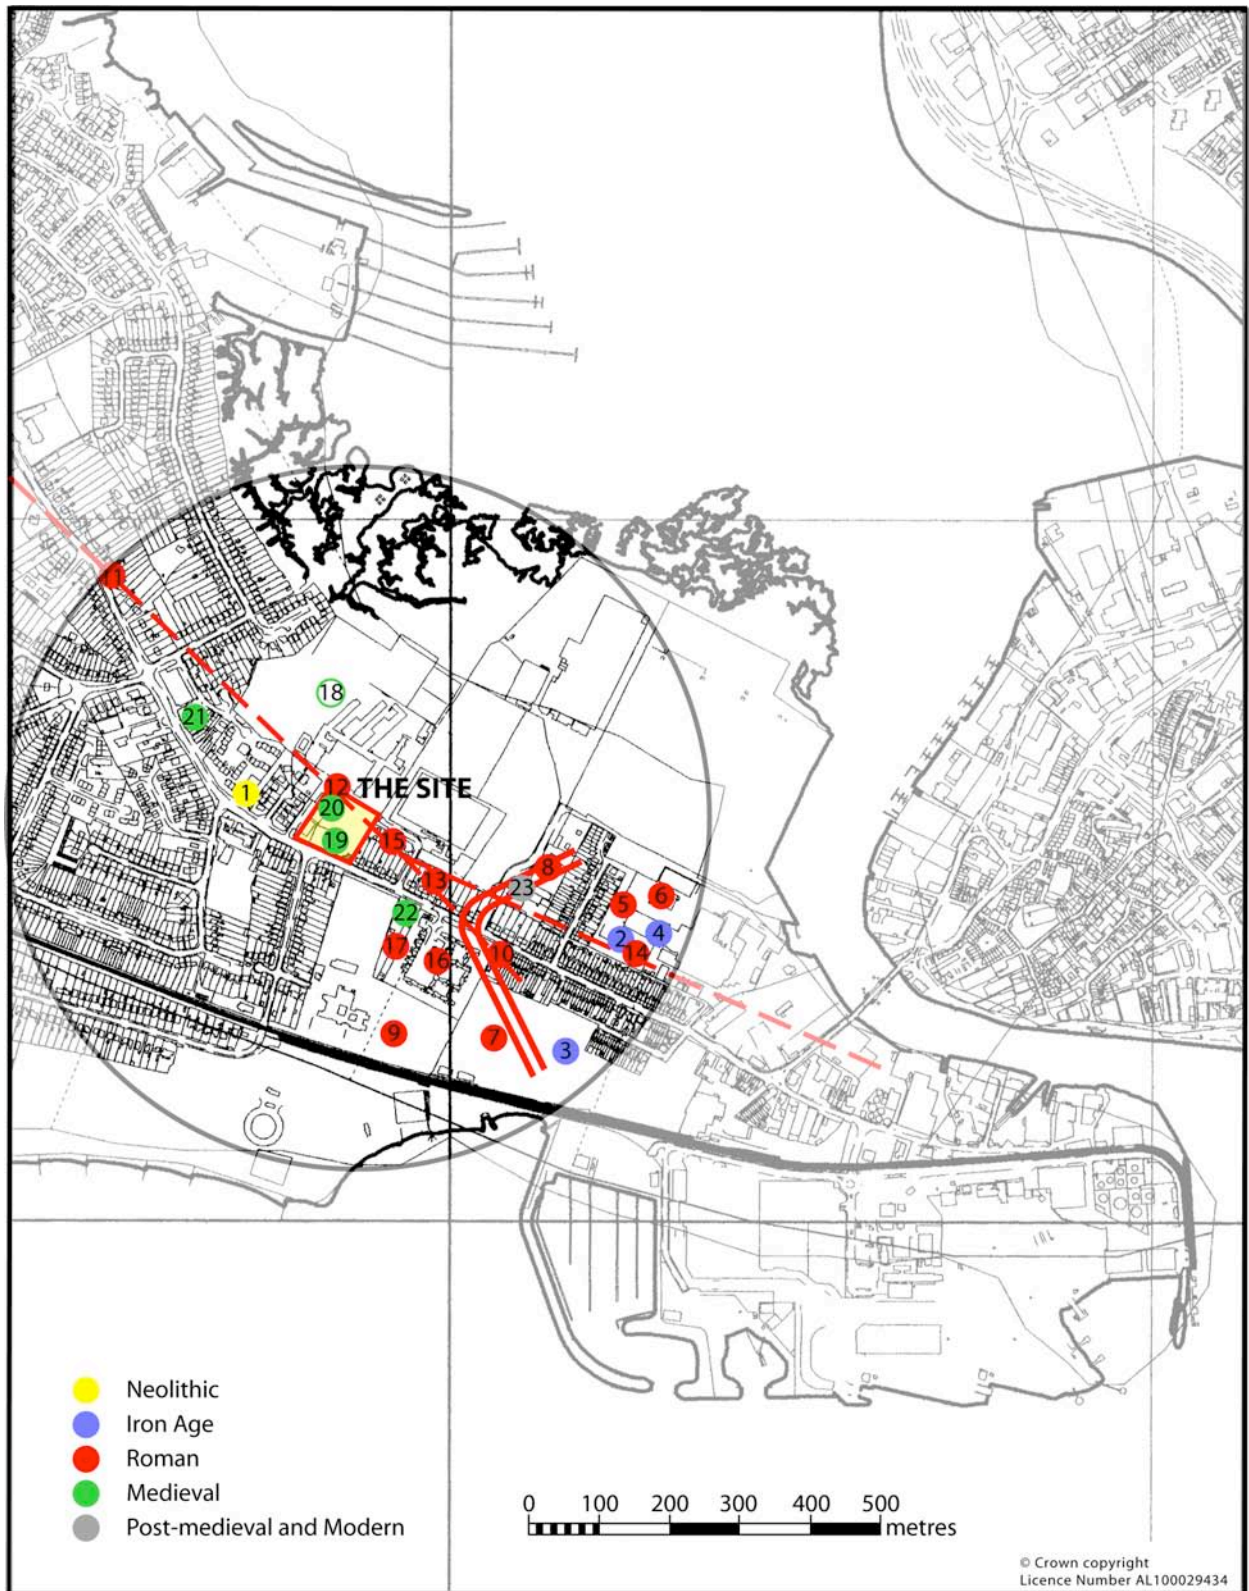 11
18
21
1
12
THE SITE
20
19
15
13
8
23
5
6
22
2
4
17
16
10
14
9
7
3
Neolithic
Iron Age
Roman
Medieval
Post-medieval and Modern
0 100 200 300 400 500
metres
© Crown copyright
Licence Number AL100029434